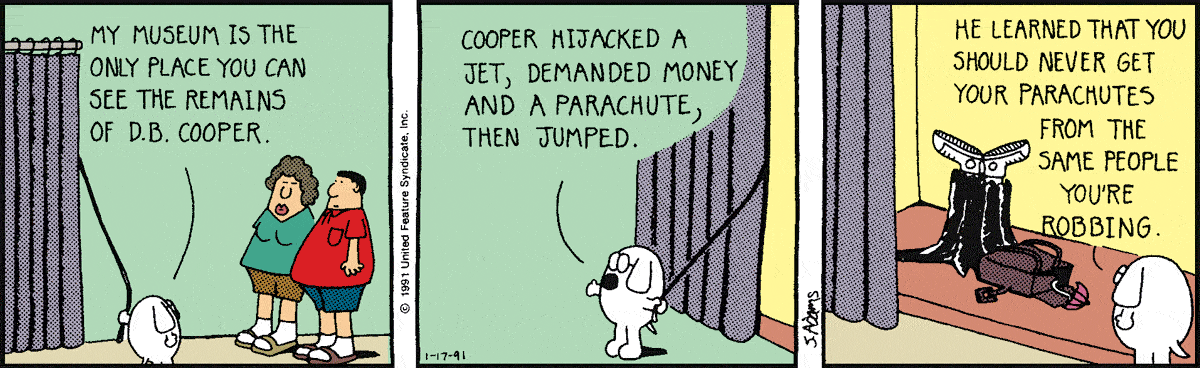 MY MUSEUM IS THE
ONLY PLACE YOU CAN
SEE THE REMAINS
OF D.B. COOPER.
© 1991 United Feature Syndicate, Inc.
COOPER HIJACKED A
JET, DEMANDED MONEY
AND A PARACHUTE,
THEN JUMPED.
1-17-91
S. ADAMS
HE LEARNED THAT YOU
SHOULD NEVER GET
YOUR PARACHUTES
FROM THE
SAME PEOPLE
YOU'RE
ROBBING.